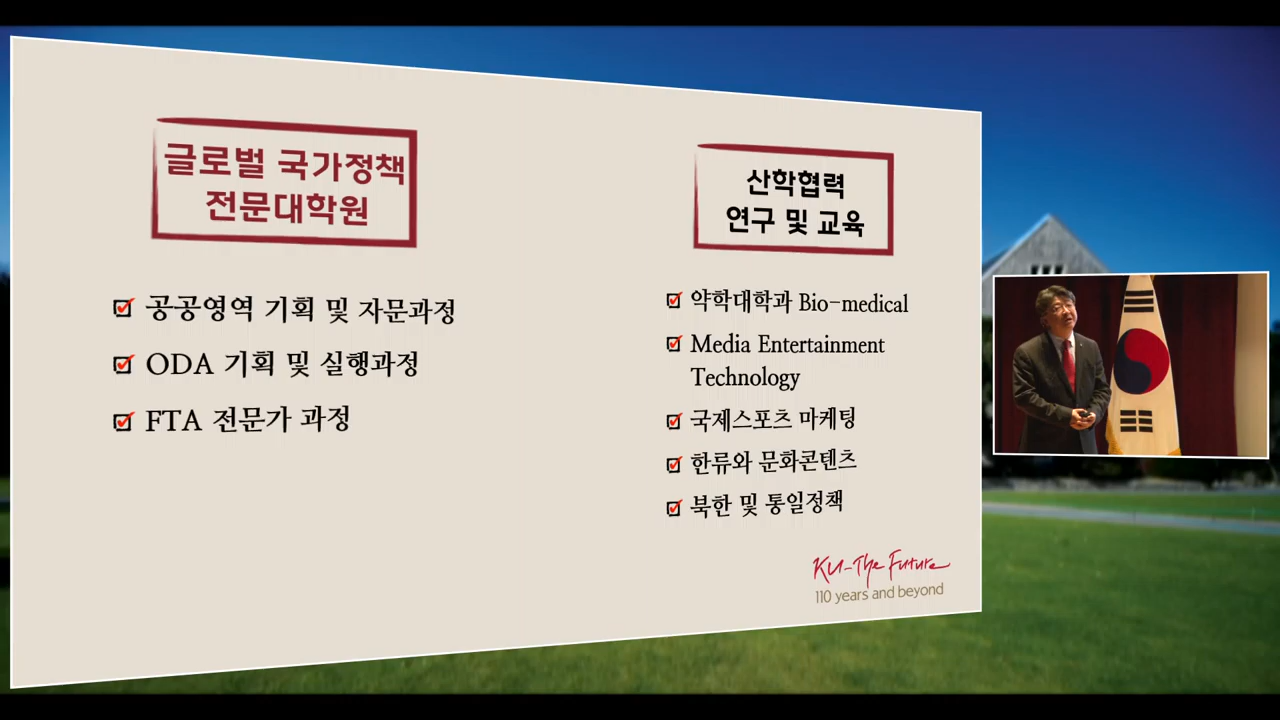 글로벌 국가정책
전문대학원
공공영역 기획 및 자문과정
ODA 기획 및 실행과정
FTA 전문가 과정
산학협력
연구 및 교육
약학대학과 Bio-medical
Media Entertainment
Technology
국제스포츠 마케팅
한류와 문화콘텐츠
북한 및 통일정책
KU-The Future
110 years and beyond